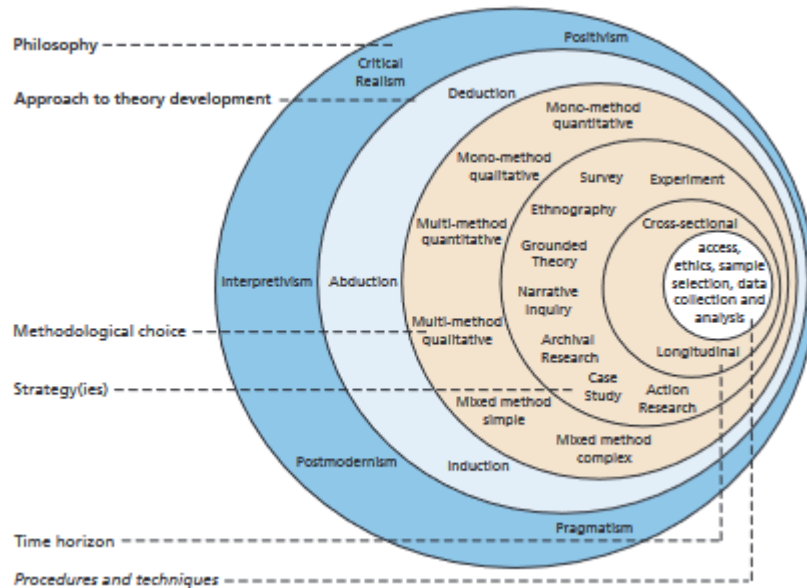 Philosophy
Positivism
Critical
Realism
Approach to theory development
Deduction
Mono-method
quantitative
Mono-method
qualitative
Survey
Experiment
Ethnography
Cross-sectional
Multi-method
quantitative
Grounded
Theory
access,
ethics, sample
selection, data
collection and
analysis
Interpretivism
Abduction
Narrative
Inquiry
Methodological choice
Multi-method
qualitative
Archival
Research
Longitudinal
Strategy(ies)
Case
Study
Action
Research
Mixed method
simple
Mixed method
complex
Postmodernism
Induction
Pragmatism
Time horizon
Procedures and techniques